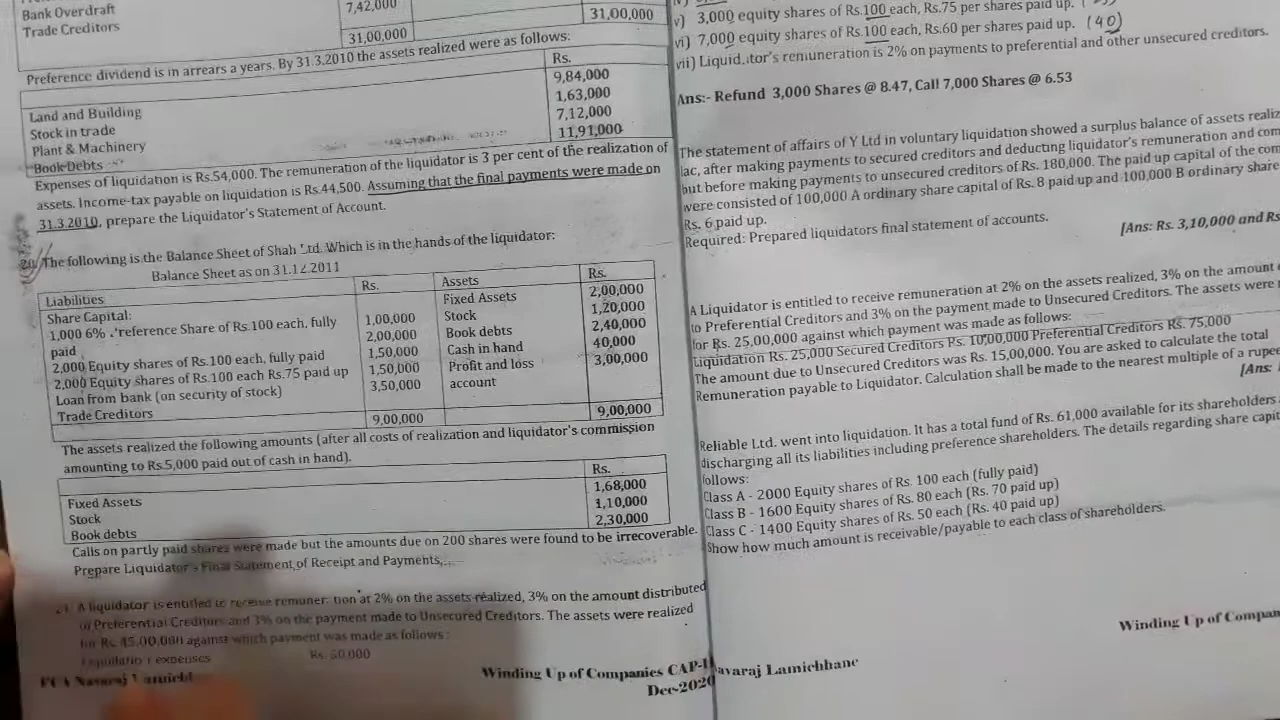 Bank Overdraft
Trade Creditors
7,42,000
31,00,000
31,00,000
Preference dividend is in arrears a years. By 31.3.2010 the assets realized were as follows:
Rs.
Land and Building 9,84,000
Stock in trade 1,63,000
Plant & Machinery 7,12,000
Book Debts 11,91,000
Expenses of liquidation is Rs.54,000. The remuneration of the liquidator is 3 per cent of the realization of
assets. Income-tax payable on liquidation is Rs.44,500. Assuming that the final payments were made on
31.3.2010, prepare the Liquidator's Statement of Account.
20. The following is the Balance Sheet of Shah Ltd. Which is in the hands of the liquidator:
Balance Sheet as on 31.12.2011
Liabilities Rs. Assets Rs.
Share Capital: Fixed Assets 2,00,000
1,000 6% Share of Rs.100 each, fully 1,00,000 Stock 1,20,000
paid 2,00,000 Book debts 2,40,000
2,000 Equity shares of Rs.100 each, fully paid 1,50,000 Cash in hand 40,000
2,000 Equity shares of Rs.100 each Rs.75 paid up 1,50,000 Profit and loss 3,00,000
Loan from bank (on security of stock) 3,50,000 account
Trade Creditors
9,00,000 9,00,000
The assets realized the following amounts (after all costs of realization and liquidator's commission
amounting to Rs.5,000 paid out of cash in hand).
Rs.
Fixed Assets 1,68,000
Stock 1,10,000
Book debts 2,30,000
Calls on partly paid shares were made but the amounts due on 200 shares were found to be irrecoverable.
Prepare Liquidator's Final Statement of Receipt and Payments.
21. A liquidator is entitled to receive at 2% on the assets realized, 3% on the amount distributed
to Preferential Creditors and 3% on the payment made to Unsecured Creditors. The assets were realized
for Rs. 45,00,000 against which payment was made as follows:
Liquidation expenses Rs. 50,000
FCA Navaraj
Winding Up of Companies CAP-II
Dec-2020
v) 3,000 equity shares of Rs.100 each, Rs.75 per shares paid up.
vi) 7,000 equity shares of Rs.100 each, Rs.60 per shares paid up. (40)
vii) remuneration is 2% on payments to preferential and other unsecured creditors.
Ans:- Refund 3,000 Shares @ 8.47, Call 7,000 Shares @ 6.53
The statement of affairs of Y Ltd in voluntary liquidation showed a surplus balance of assets
lac, after making payments to secured creditors and deducting liquidator's remuneration and
but before making payments to unsecured creditors of Rs. 180,000. The paid up capital of the
were consisted of 100,000 A ordinary share capital of Rs. 8 paid up and 100,000 B ordinary share
Rs. 6 paid up.
Required: Prepared liquidators final statement of accounts.
[Ans: Rs. 3,10,000 and
A Liquidator is entitled to receive remuneration at 2% on the assets realized, 3% on the amount
to Preferential Creditors and 3% on the payment made to Unsecured Creditors. The assets were
for Rs. 25,00,000 against which payment was made as follows:
Liquidation Rs. 25,000 Secured Creditors Rs. 10,00,000 Preferential Creditors Rs. 75,000
The amount due to Unsecured Creditors was Rs. 15,00,000. You are asked to calculate the total
Remuneration payable to Liquidator. Calculation shall be made to the nearest multiple of a rupee
[Ans:
Reliable Ltd. went into liquidation. It has a total fund of Rs. 61,000 available for its shareholders
discharging all its liabilities including preference shareholders. The details regarding share
follows:
Class A - 2000 Equity shares of Rs. 100 each (fully paid)
Class B - 1600 Equity shares of Rs. 80 each (Rs. 70 paid up)
Class C - 1400 Equity shares of Rs. 50 each (Rs. 40 paid up)
Show how much amount is receivable/payable to each class of shareholders.
Winding Up of
avaraj Lamichhane